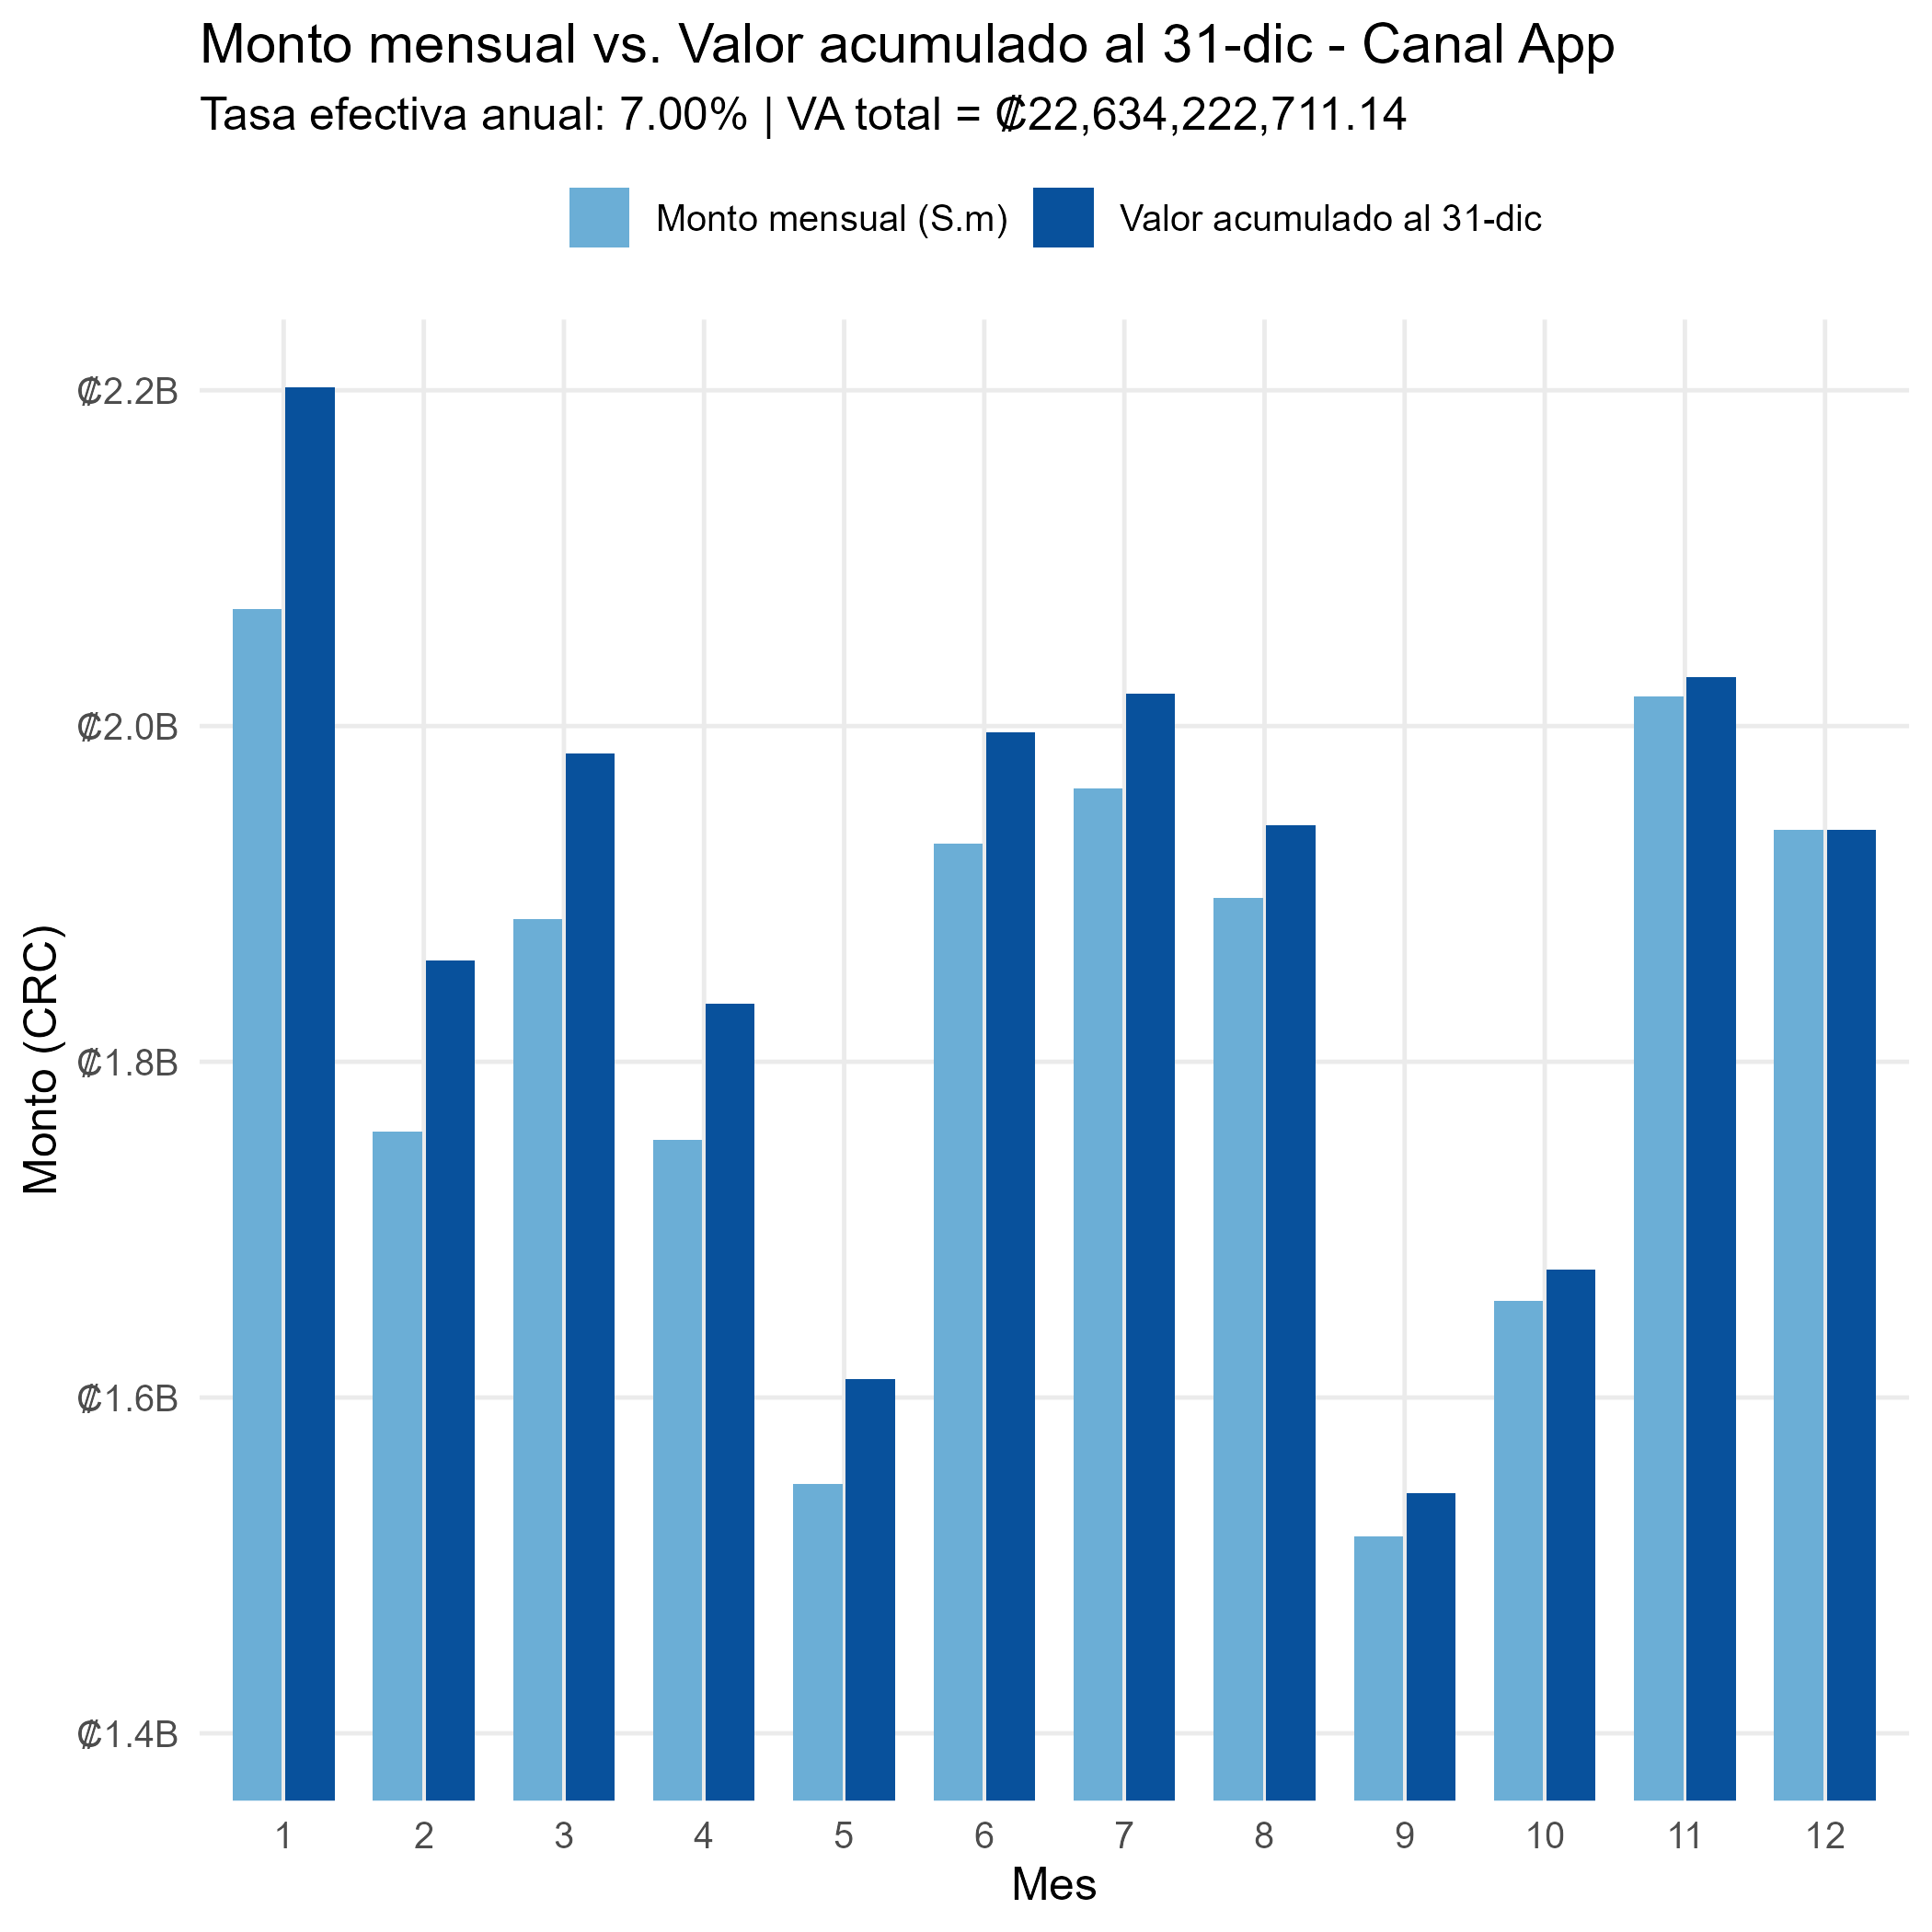 Monto mensual vs. Valor acumulado al 31-dic - Canal App
Tasa efectiva anual: 7.00% | VA total = ₡22,634,222,711.14
Monto mensual (S.m) Valor acumulado al 31-dic
₡2.2B
₡2.0B
₡1.8B
₡1.6B
₡1.4B
Monto (CRC)
1 2 3 4 5 6 7 8 9 10 11 12
Mes